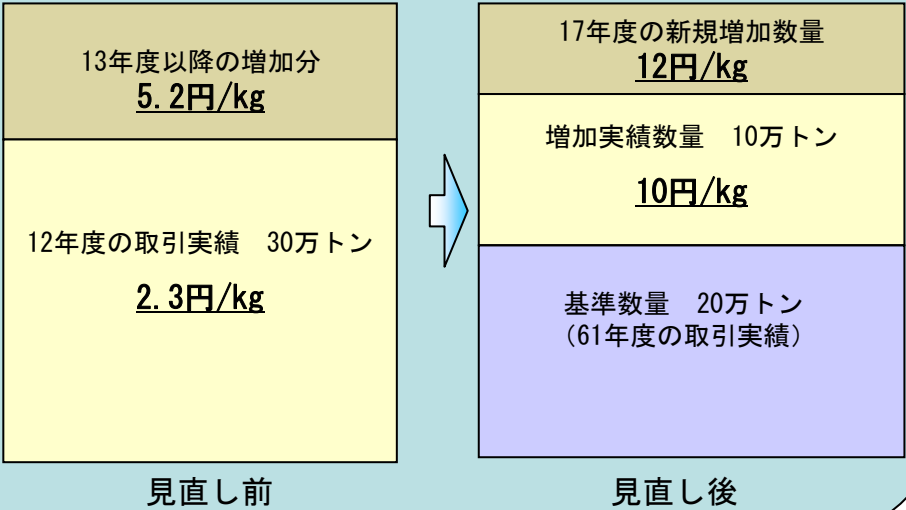 13年度以降の増加分
5.2円/kg
12年度の取引実績　30万トン
2.3円/kg
見直し前
17年度の新規増加数量
12円/kg
増加実績数量　10万トン
10円/kg
基準数量　20万トン
（61年度の取引実績）
見直し後